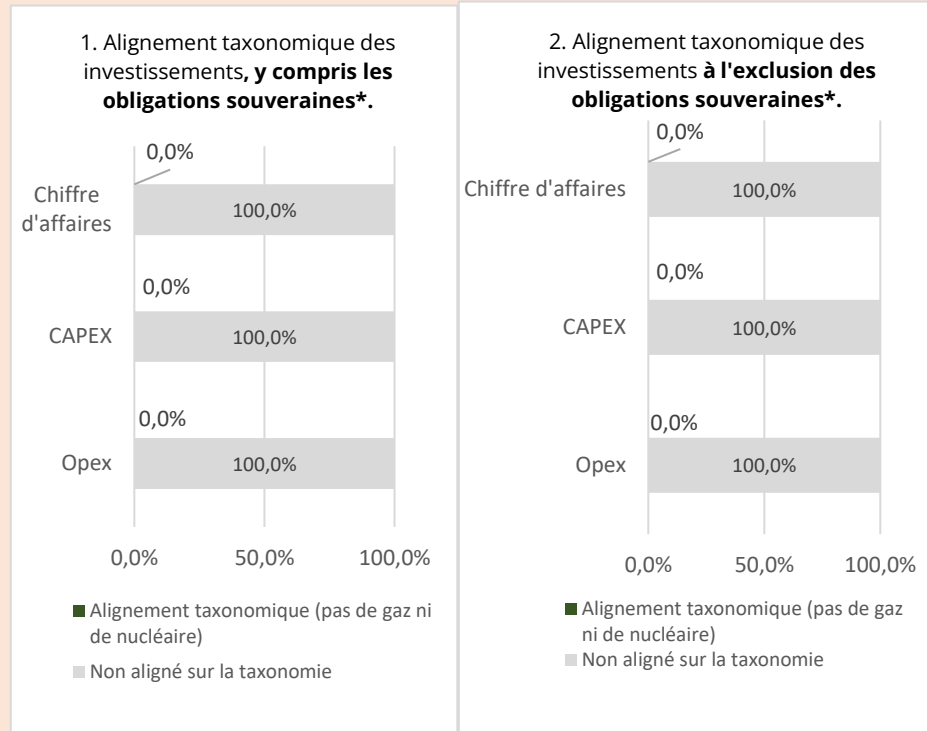 1. Alignement taxonomique des
investissements, y compris les
obligations souveraines*.
0,0%
Chiffre
d'affaires
100,0%
0,0%
CAPEX
100,0%
0,0%
Opex
100,0%
0,0%
50,0%
100,0%
Alignement taxonomique (pas de gaz ni
de nucléaire)
Non aligné sur la taxonomie
2. Alignement taxonomique des
investissements à l'exclusion des
obligations souveraines*.
0,0%
Chiffre d'affaires
100,0%
0,0%
CAPEX
100,0%
0,0%
Opex
100,0%
0,0%
50,0%
100,0%
Alignement taxonomique (pas de gaz
ni de nucléaire)
Non aligné sur la taxonomie